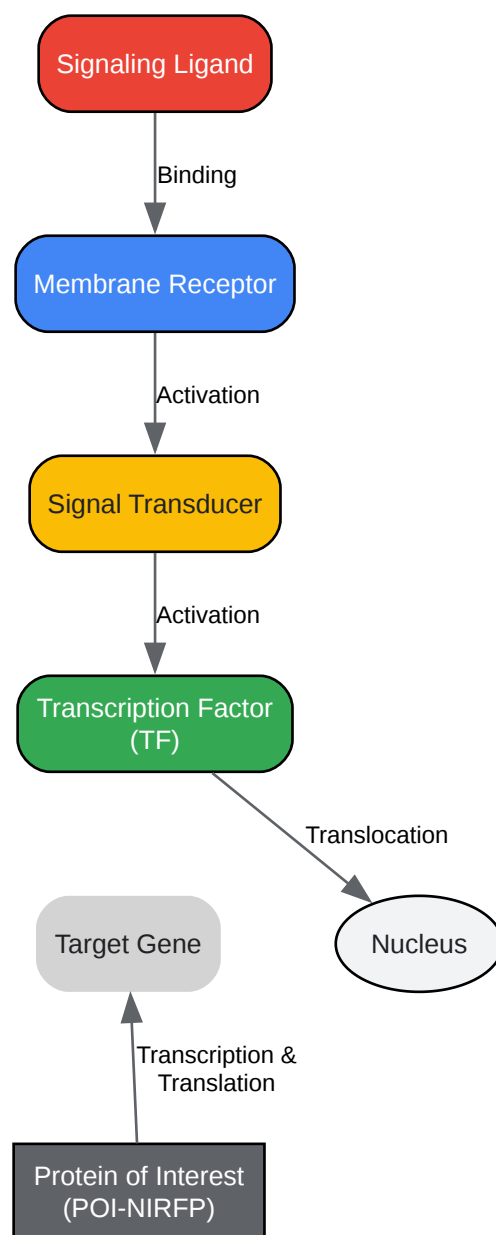 Signaling Ligand
Binding
Membrane Receptor
Activation
Signal Transducer
Activation
Transcription Factor
(TF)
Translocation
Target Gene
Nucleus
Transcription &
Translation
Protein of Interest
(POI-NIRFP)